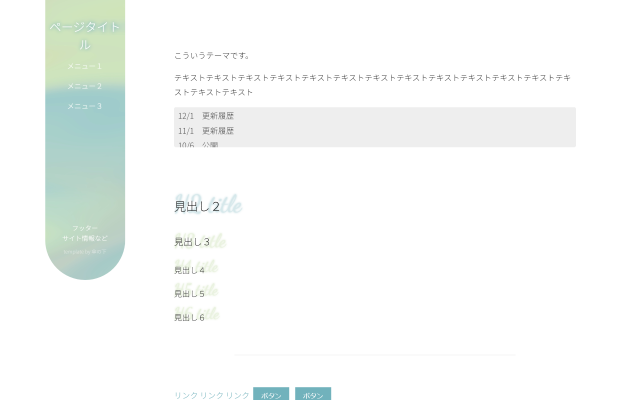 ページタイト
ル
メニュー１
メニュー２
メニュー３
フッター
サイト情報など
こういうテーマです。
テキストテキストテキストテキストテキストテキストテキストテキストテキストテキストテキストテキストテキ
ストテキストテキスト
12/1 更新履歴
11/1 更新履歴
10/6 公開
見出し２
H2 title
見出し３
見出し４
見出し５
見出し６
リンク リンク リンク ボタン ボタン